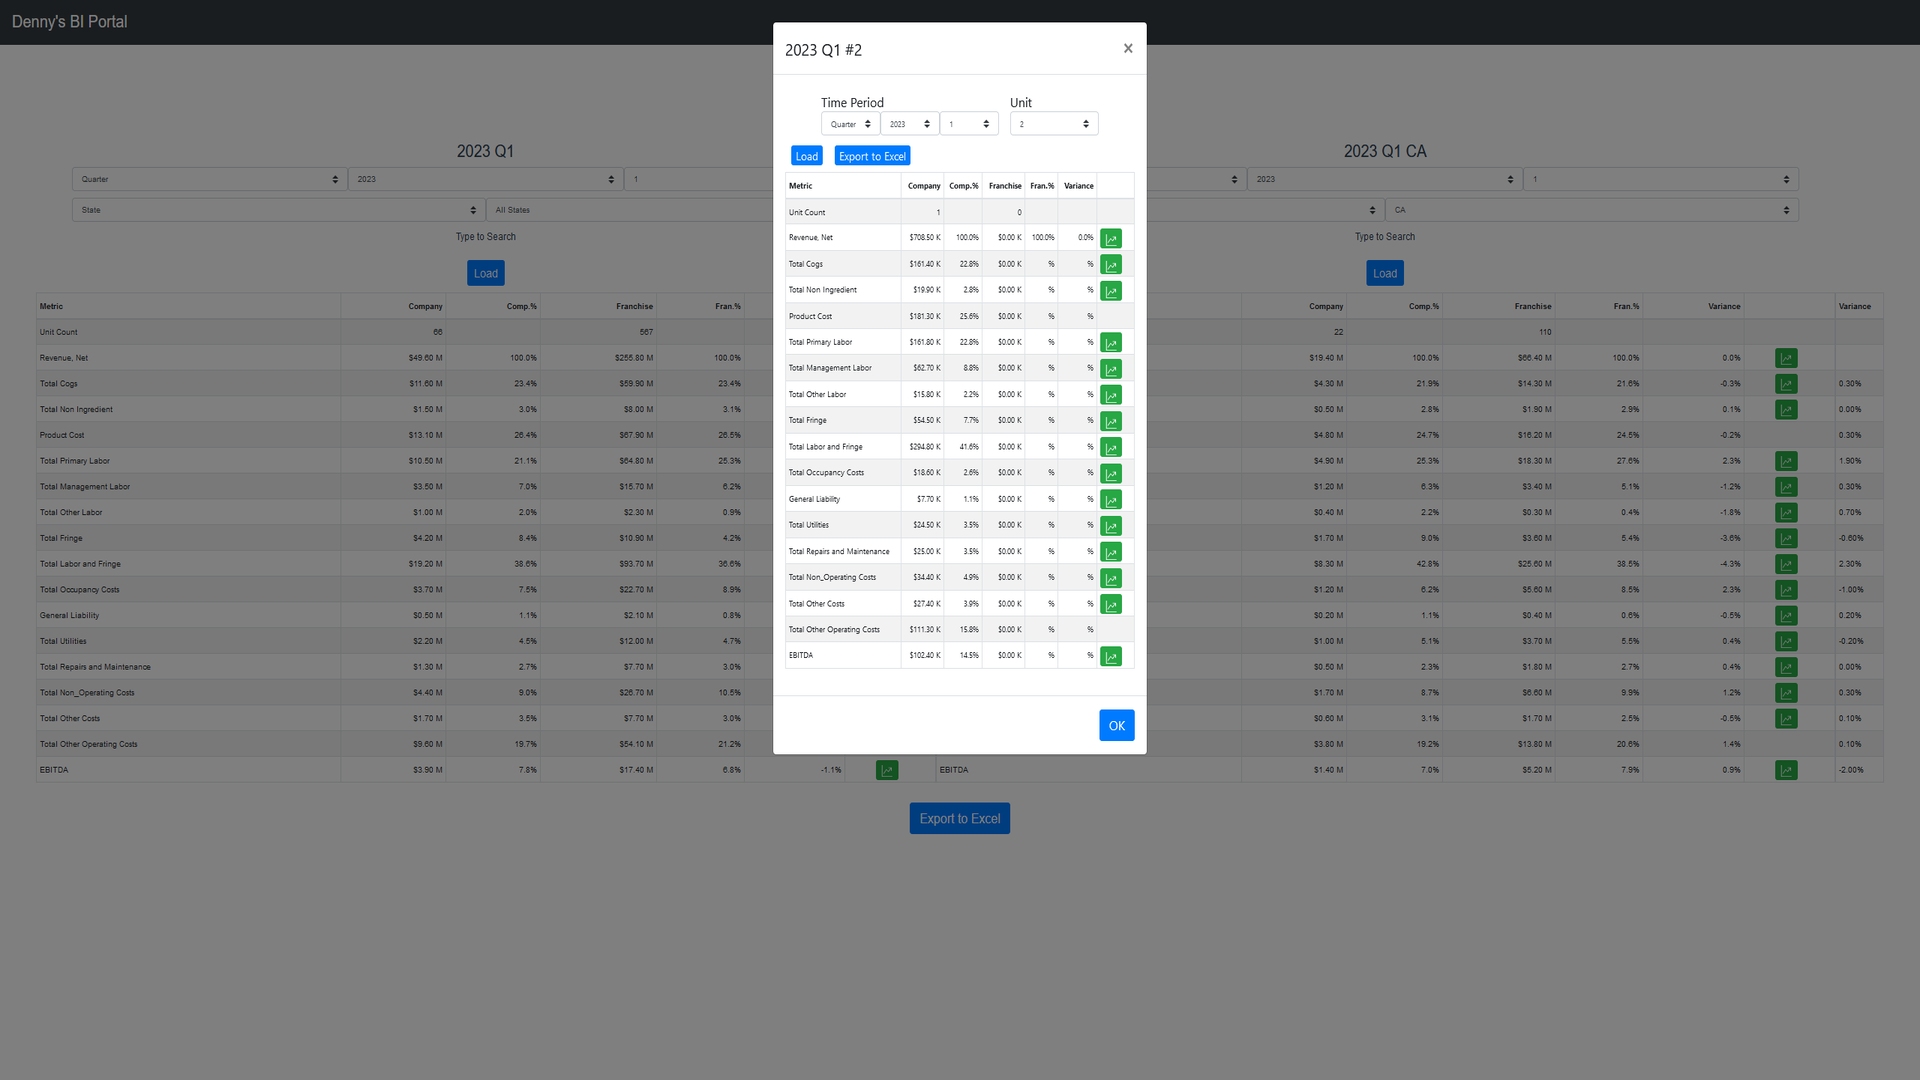 Denny's BI Portal
2023 Q1 #2
×
Time Period Unit
Quarter 2023 1 2
Load Export to Excel
Metric Company Comp.% Franchise Fran.% Variance
Unit Count 1 0
Revenue, Net $708.50 K 100.0% $0.00 K 100.0% 0.0%
Total Cogs $161.40 K 22.8% $0.00 K % %
Total Non Ingredient $19.90 K 2.8% $0.00 K % %
Product Cost $181.30 K 25.6% $0.00 K % %
Total Primary Labor $161.80 K 22.8% $0.00 K % %
Total Management Labor $62.70 K 8.8% $0.00 K % %
Total Other Labor $15.80 K 2.2% $0.00 K % %
Total Fringe $54.50 K 7.7% $0.00 K % %
Total Labor and Fringe $294.80 K 41.6% $0.00 K % %
Total Occupancy Costs $18.60 K 2.6% $0.00 K % %
General Liability $7.70 K 1.1% $0.00 K % %
Total Utilities $24.50 K 3.5% $0.00 K % %
Total Repairs and Maintenance $25.00 K 3.5% $0.00 K % %
Total Non_Operating Costs $34.40 K 4.9% $0.00 K % %
Total Other Costs $27.40 K 3.9% $0.00 K % %
Total Other Operating Costs $111.30 K 15.8% $0.00 K % %
EBITDA $102.40 K 14.5% $0.00 K % %
OK
2023 Q1
Quarter 2023 1
State All States
Type to Search
Load
Metric Company Comp.% Franchise Fran.%
Unit Count 66 567
Revenue, Net $49.60 M 100.0% $255.80 M 100.0%
Total Cogs $11.60 M 23.4% $59.90 M 23.4%
Total Non Ingredient $1.50 M 3.0% $8.00 M 3.1%
Product Cost $13.10 M 26.4% $67.90 M 26.5%
Total Primary Labor $10.50 M 21.1% $64.80 M 25.3%
Total Management Labor $3.50 M 7.0% $15.70 M 6.2%
Total Other Labor $1.00 M 2.0% $2.30 M 0.9%
Total Fringe $4.20 M 8.4% $10.90 M 4.2%
Total Labor and Fringe $19.20 M 38.6% $93.70 M 36.6%
Total Occupancy Costs $3.70 M 7.5% $22.70 M 8.9%
General Liability $0.50 M 1.1% $2.10 M 0.8%
Total Utilities $2.20 M 4.5% $12.00 M 4.7%
Total Repairs and Maintenance $1.30 M 2.7% $7.70 M 3.0%
Total Non_Operating Costs $4.40 M 9.0% $26.70 M 10.5%
Total Other Costs $1.70 M 3.5% $7.70 M 3.0%
Total Other Operating Costs $9.60 M 19.7% $54.10 M 21.2%
EBITDA $3.90 M 7.8% $17.40 M 6.8% -1.1%
2023 Q1 CA
2023 1
CA
Type to Search
Load
Company Comp.% Franchise Fran.% Variance Variance
22 110
$19.40 M 100.0% $66.40 M 100.0% 0.0%
$4.30 M 21.9% $14.30 M 21.6% -0.3% 0.30%
$0.50 M 2.8% $1.90 M 2.9% 0.1% 0.00%
$4.80 M 24.7% $16.20 M 24.5% -0.2% 0.30%
$4.90 M 25.3% $18.30 M 27.6% 2.3% 1.90%
$1.20 M 6.3% $3.40 M 5.1% -1.2% 0.30%
$0.40 M 2.2% $0.30 M 0.4% -1.8% 0.70%
$1.70 M 9.0% $3.60 M 5.4% -3.6% -0.60%
$8.30 M 42.8% $25.60 M 38.5% -4.3% 2.30%
$1.20 M 6.2% $5.60 M 8.5% 2.3% -1.00%
$0.20 M 1.1% $0.40 M 0.6% -0.5% 0.20%
$1.00 M 5.1% $3.70 M 5.5% 0.4% -0.20%
$0.50 M 2.3% $1.80 M 2.7% 0.4% 0.00%
$1.70 M 8.7% $6.60 M 9.9% 1.2% 0.30%
$0.60 M 3.1% $1.70 M 2.5% -0.5% 0.10%
$3.80 M 19.2% $13.80 M 20.6% 1.4% 0.10%
EBITDA $1.40 M 7.0% $5.20 M 7.9% 0.9% -2.00%
Export to Excel